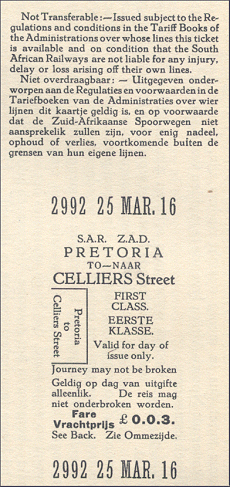 Not Transferable:—Issued subject to the Re-
gulations and conditions in the Tariff Books of
the Administrations over whose lines this ticket
is available and on condition that the South
African Railways are not liable for any injury,
delay or loss arising off their own lines.
Niet overdraagbaar: — Uitgegeven onder-
worpen aan de Regulaties en voorwaarden in de
Tariefboeken van de Administraties over wier
lijnen dit kaartje geldig is, en op voorwaarde
dat de Zuid-Afrikaanse Spoorwegen niet
aansprekelik zullen zijn, voor enig nadeel,
ophoud of verlies, voortkomende buiten de
grensen van hun eigene lijnen.
2992 25 MAR. 16
S.A.R. Z.A.D.
PRETORIA
TO—NAAR
CELLIERS Street
Pretoria
to
Celliers Street
FIRST
CLASS.
EERSTE
KLASSE.
Valid for day of
issue only.
Journey may not be broken
Geldig op dag van uitgifte
alleenlik. De reis mag
niet onderbroken worden.
Fare
Vrachtprijs £ 0.0.3.
See Back. Zie Ommezijde.
2992 25 MAR. 16